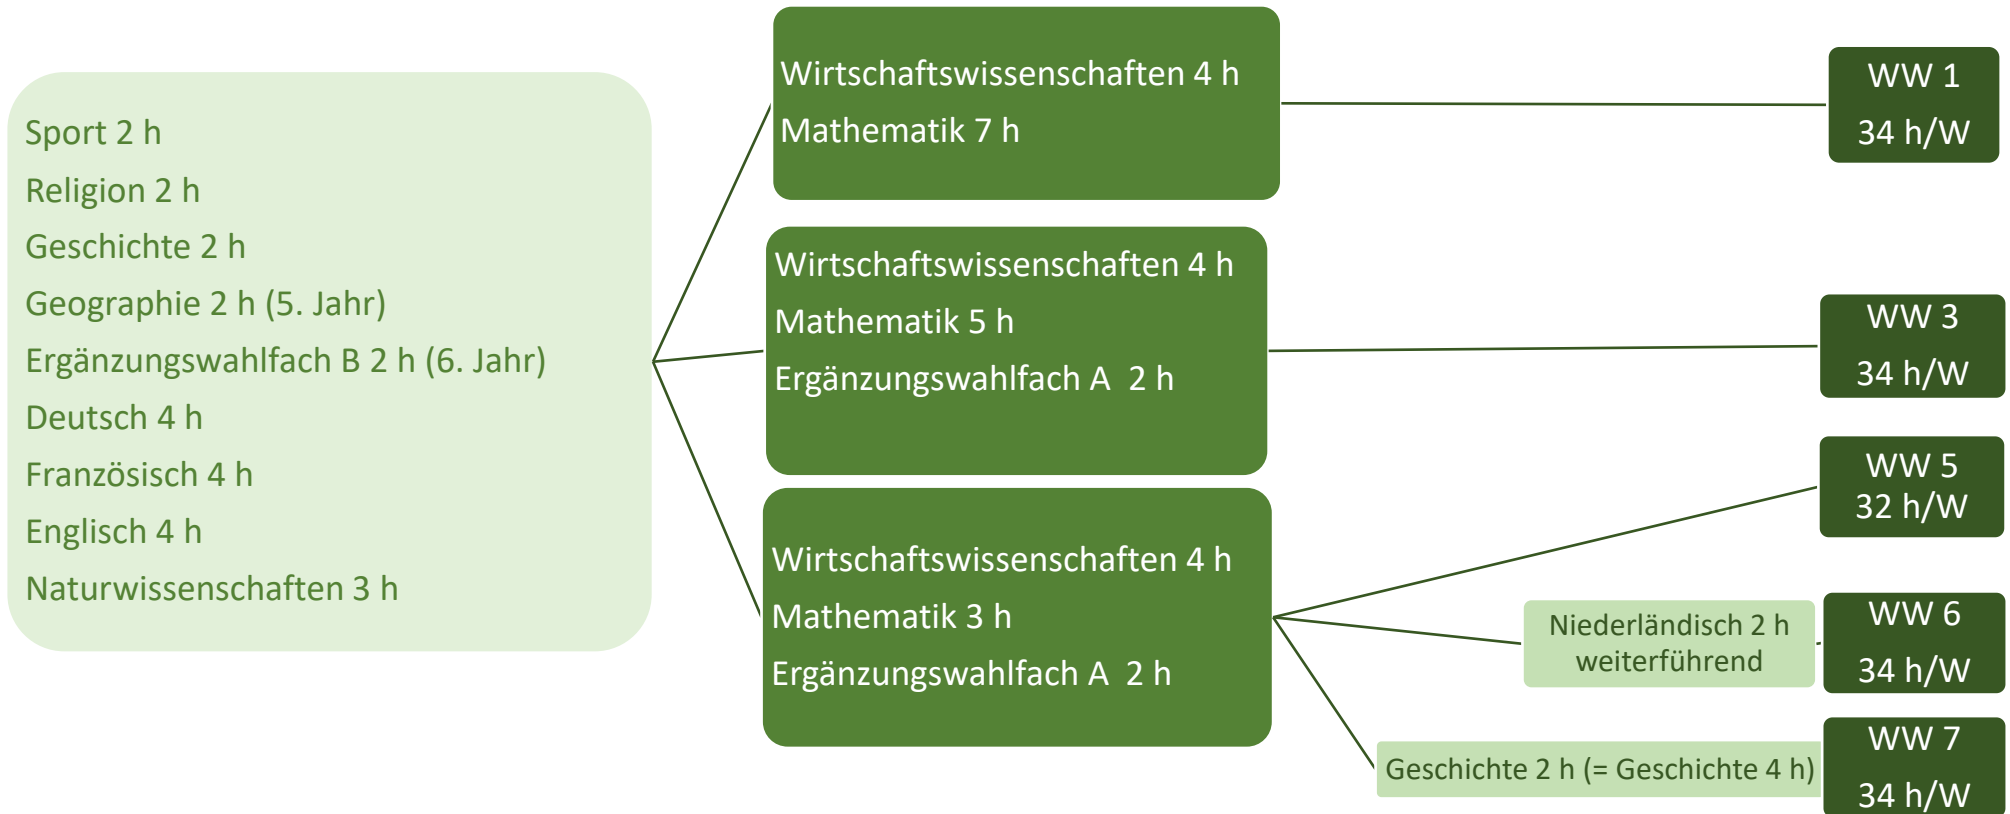 Sport 2 h
Religion 2 h
Geschichte 2 h
Geographie 2 h (5. Jahr)
Ergänzungswahlfach B 2 h (6. Jahr)
Deutsch 4 h
Französisch 4 h
Englisch 4 h
Naturwissenschaften 3 h
Wirtschaftswissenschaften 4 h
Mathematik 7 h
WW 1
34 h/W
Wirtschaftswissenschaften 4 h
Mathematik 5 h
Ergänzungswahlfach A  2 h
WW 3
34 h/W
Wirtschaftswissenschaften 4 h
Mathematik 3 h
Ergänzungswahlfach A  2 h
WW 5
32 h/W
Niederländisch 2 h
weiterführend
WW 6
34 h/W
Geschichte 2 h (= Geschichte 4 h)
WW 7
34 h/W